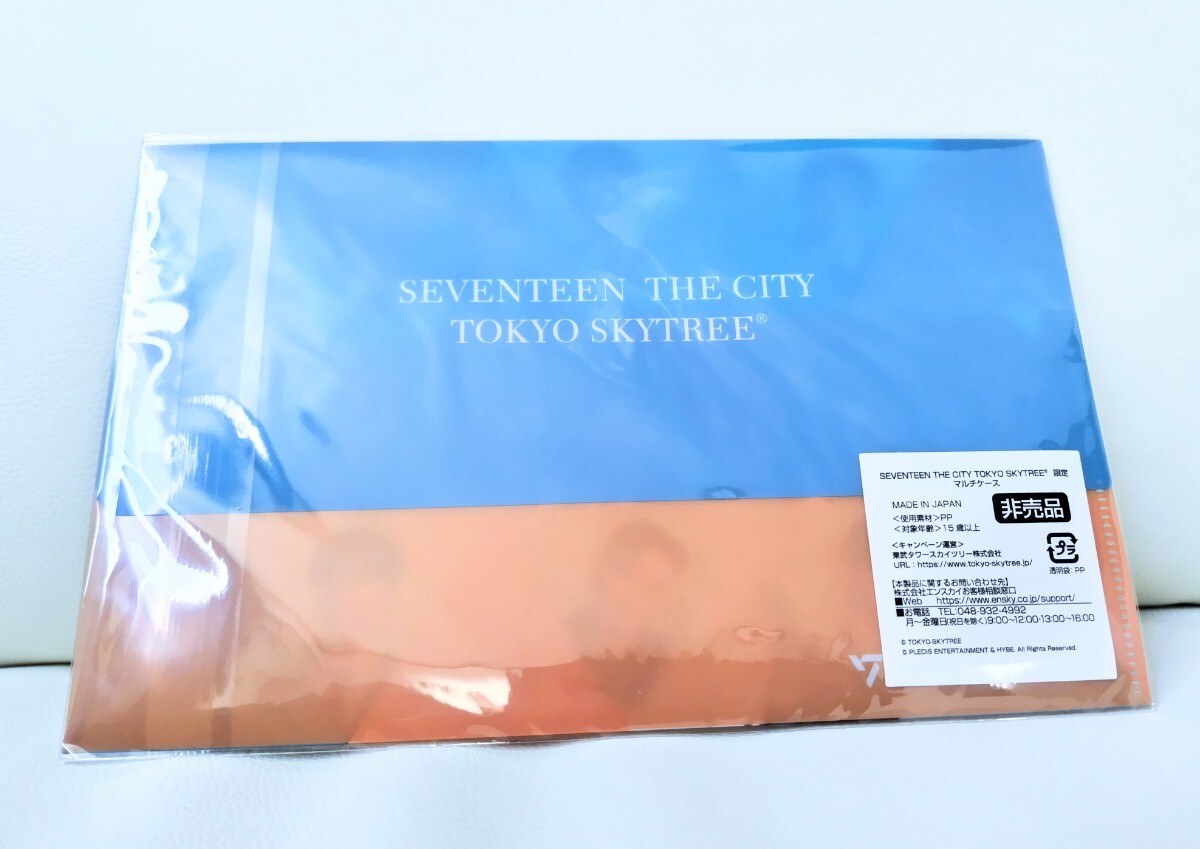 SEVENTEEN THE CITY
TOKYO SKYTREE®
SEVENTEEN THE CITY TOKYO SKYTREE® 限定
マルチケース
MADE IN JAPAN
非売品
<使用素材>PP
<対象年齢>15歳以上
<キャンペーン運営>
東武タワースカイツリー株式会社
URL:https://www.tokyo-skytree.jp/
プラ
透明袋:PP
【本製品に関するお問い合わせ先】
株式会社エンスカイお客様相談窓口
■Web https://www.ensky.co.jp/support/
■お電話 TEL:048-932-4992
月~金曜日(祝日を除く)9:00~12:00・13:00~16:00
© TOKYO-SKYTREE
© PLEDIS ENTERTAINMENT & HYBE. All Rights Reserved.